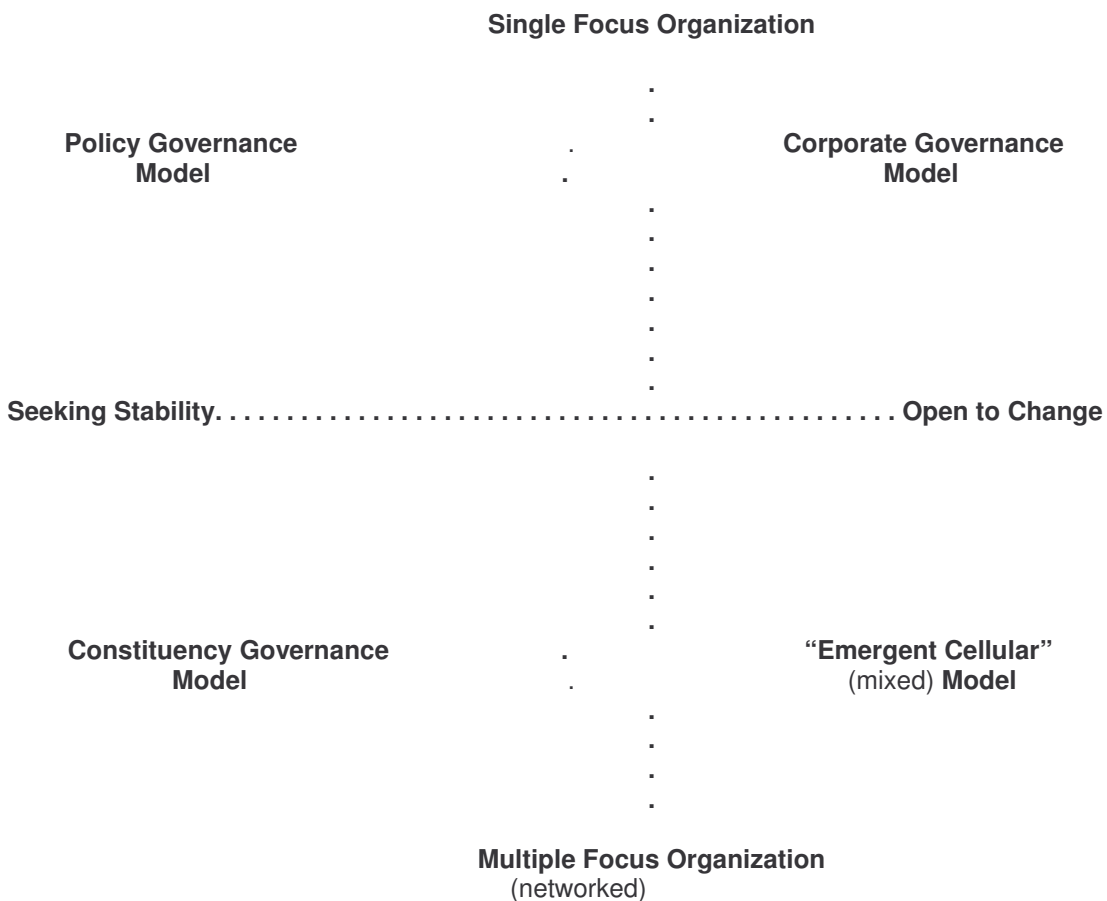 Single Focus Organization
.
.
Policy Governance . Corporate Governance
Model . Model
.
.
.
.
.
.
.
Seeking Stability. . . . . . . . . . . . . . . . . . . . . . . . . . . . . . . . . . . . . . . . . . . . . . . . Open to Change
.
.
.
.
.
.
Constituency Governance . “Emergent Cellular”
Model . (mixed) Model
.
.
.
.
Multiple Focus Organization
(networked)